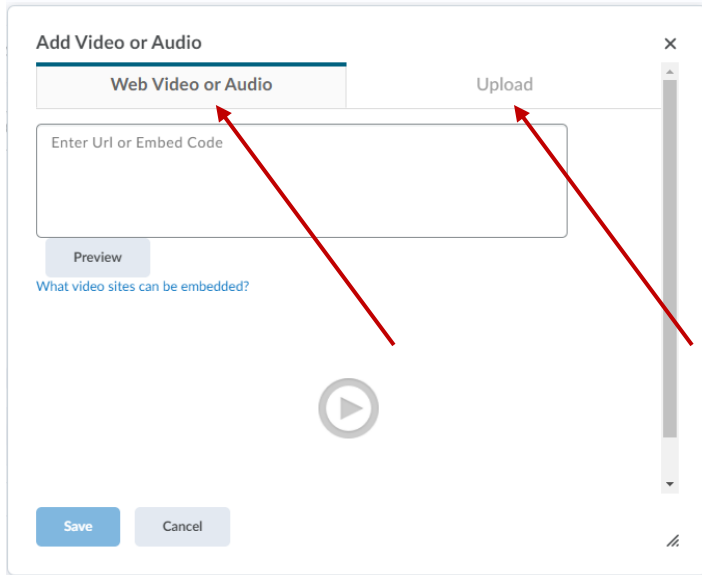 Add Video or Audio
Web Video or Audio
Upload
Enter Url or Embed Code
Preview
What video sites can be embedded?
Save
Cancel